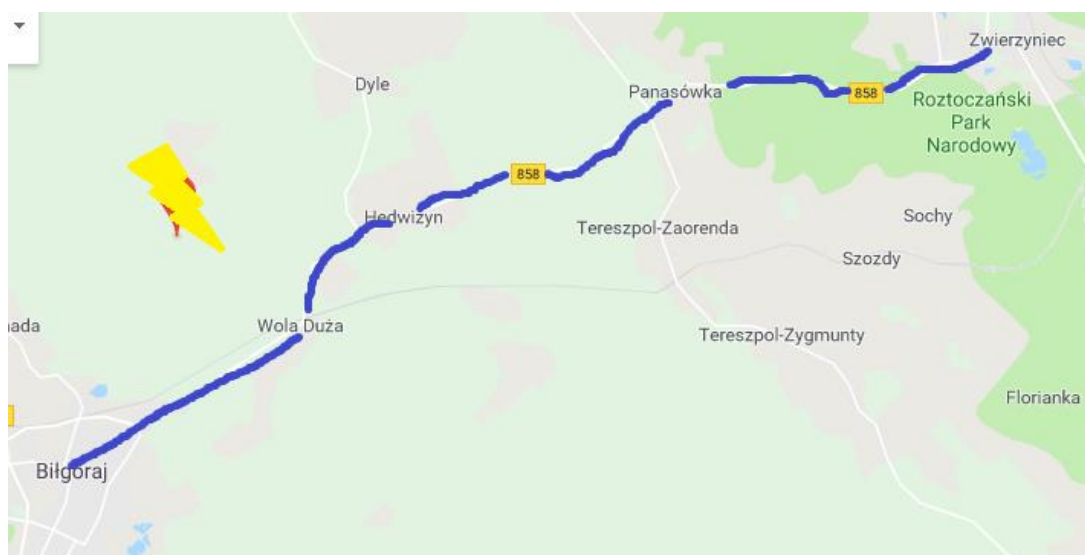 Zwierzyniec
Dyle
Panasówka
858
Roztoczański
Park
Narodowy
858
Hedwiżyn
Sochy
Tereszpol-Zaorenda
Szozdy
Wola Duża
nada
Tereszpol-Zygmunty
Florianka
Biłgoraj